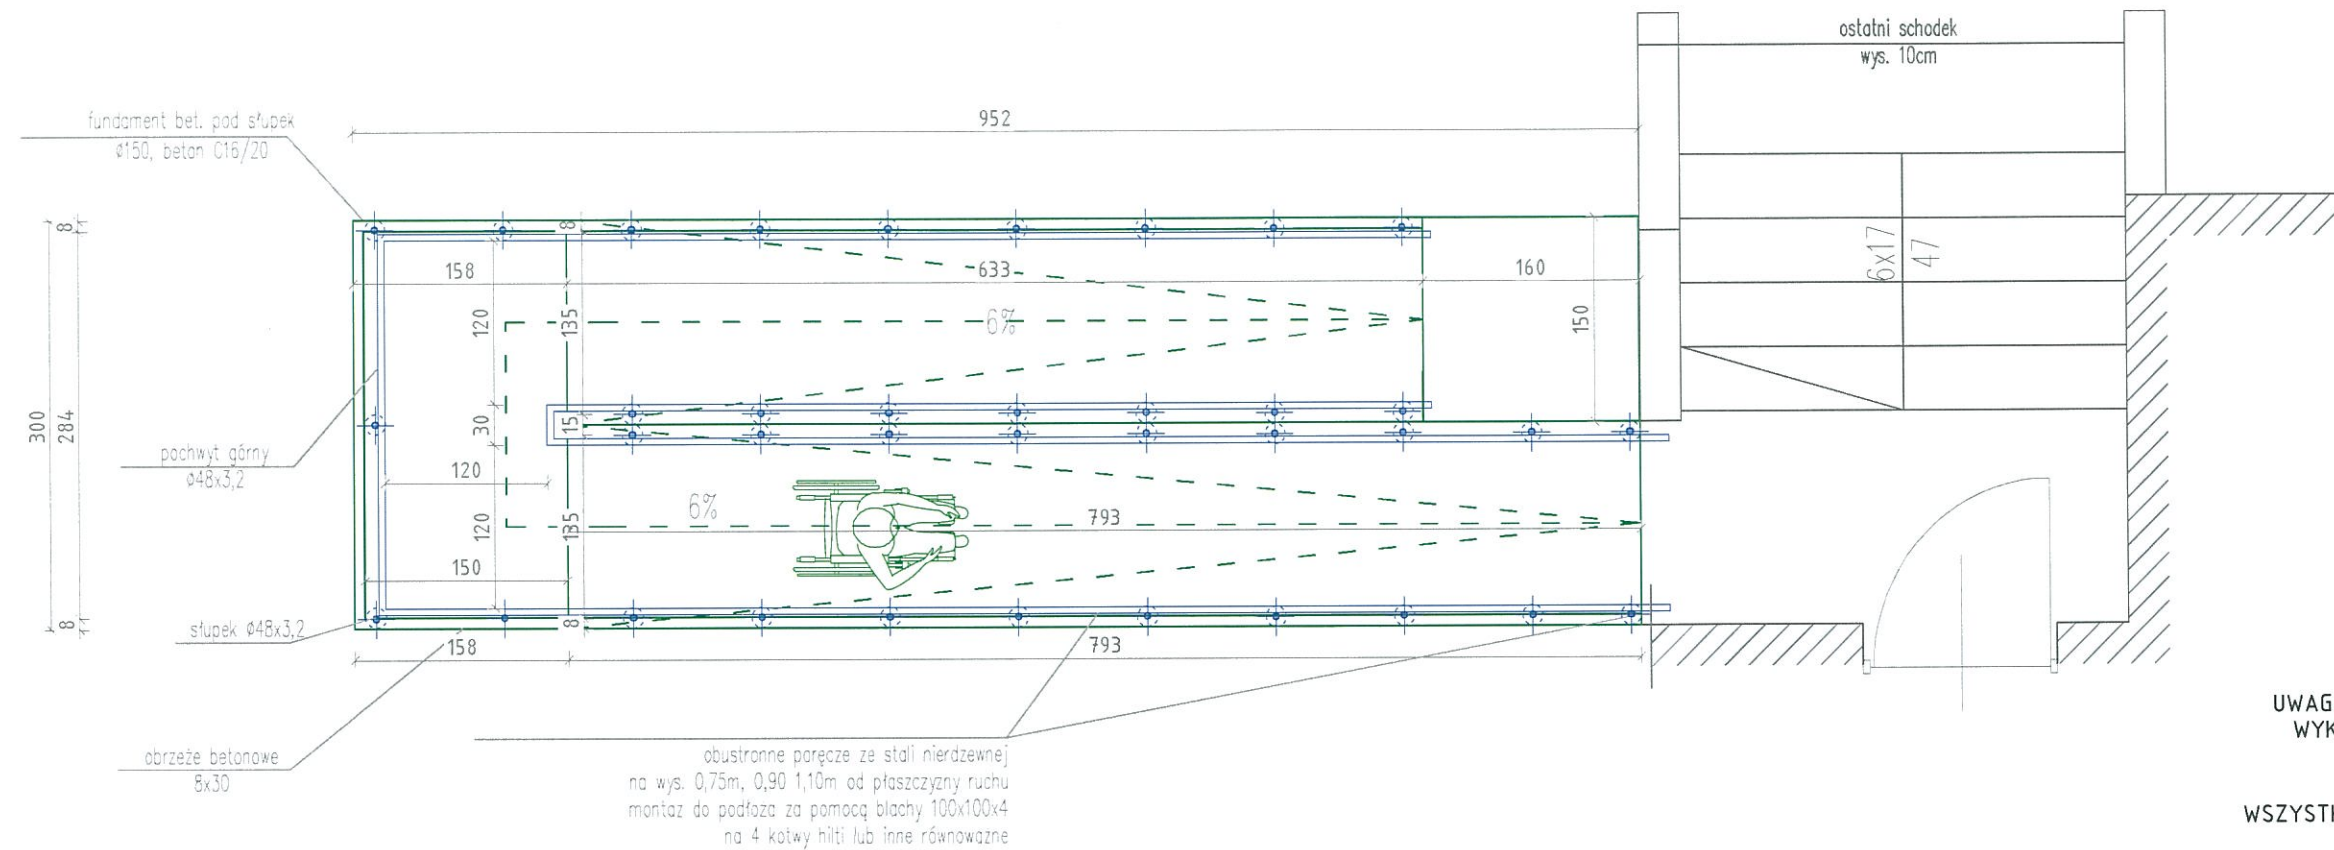 ostatni schodek
wys. 10cm
952
fundament bet. pod słupek
ø150, beton C16/20
8
8
158
633
160
6x17
47
120
135
6%
150
300
284
30
15
pochwyt górny
ø48x3,2
120
6%
120
135
793
150
8
8
słupek ø48x3,2
158
793
obrzeże betonowe
8x30
obustronne poręcze ze stali nierdzewnej
na wys. 0,75m, 0,90 1,10m od płaszczyzny ruchu
montaz do podłoza za pomocą blachy 100x100x4
na 4 kotwy hilti lub inne równowazne
UWAG
WYK
WSZYST